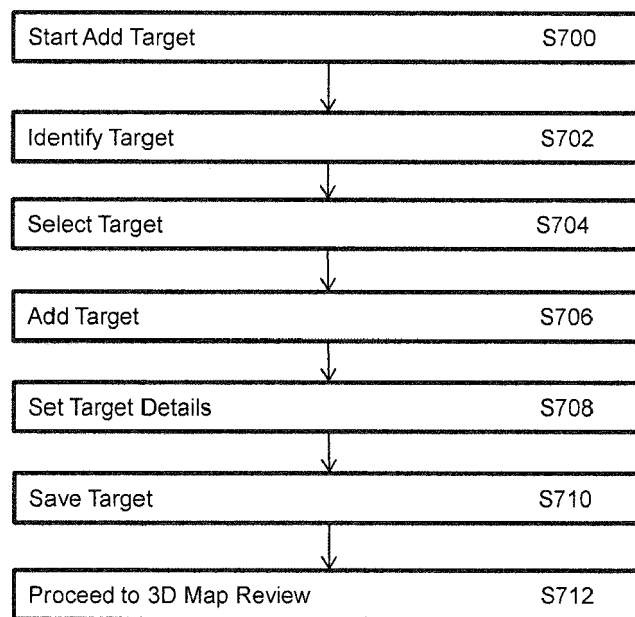 Start Add Target S700
Identify Target S702
Select Target S704
Add Target S706
Set Target Details S708
Save Target S710
Proceed to 3D Map Review S712